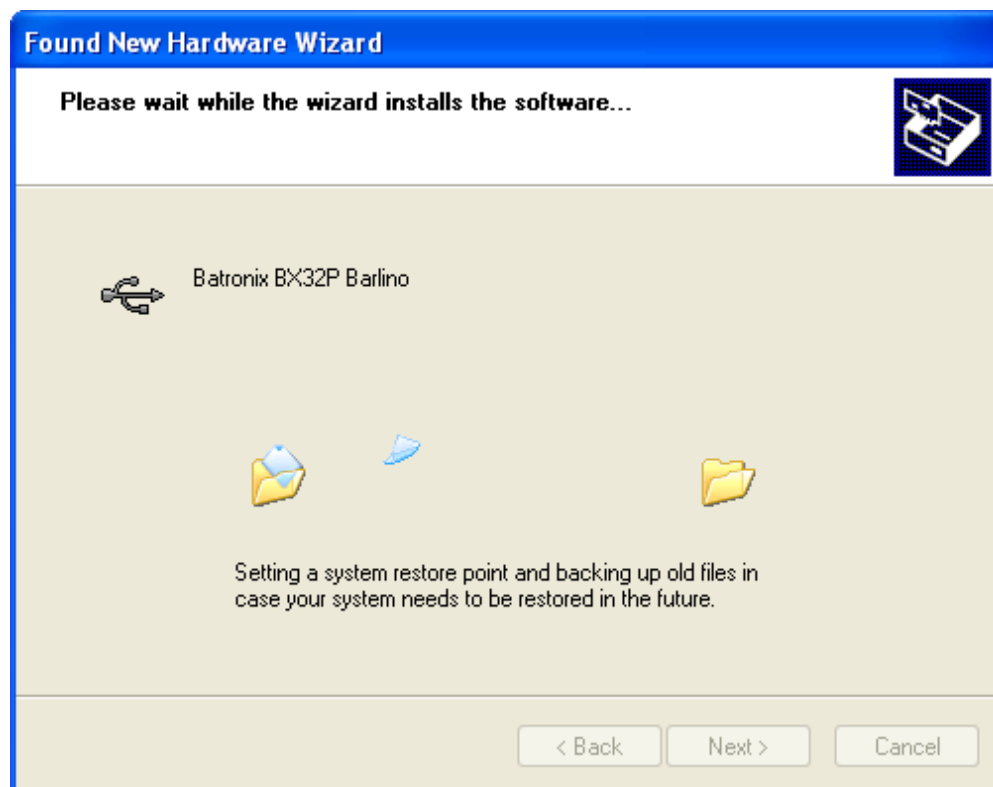 Found New Hardware Wizard
Please wait while the wizard installs the software...
Batronix BX32P Barlino
Setting a system restore point and backing up old files in
case your system needs to be restored in the future.
< Back
Next >
Cancel